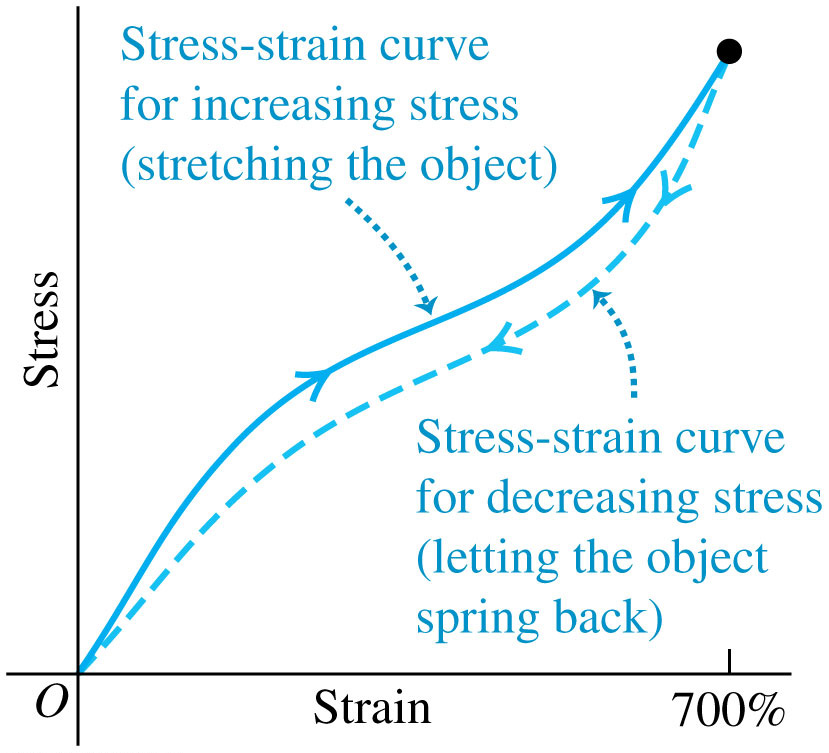 Stress-strain curve
for increasing stress
(stretching the object)
Stress
Stress-strain curve
for decreasing stress
(letting the object
spring back)
O
Strain
700%